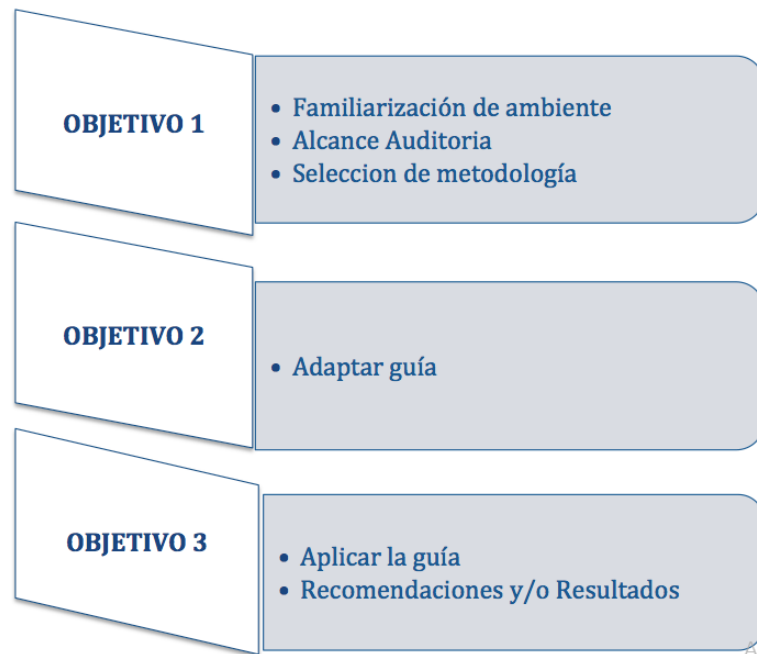 OBJETIVO 1
• Familiarización de ambiente
• Alcance Auditoria
• Seleccion de metodología
OBJETIVO 2
• Adaptar guía
OBJETIVO 3
• Aplicar la guía
• Recomendaciones y/o Resultados